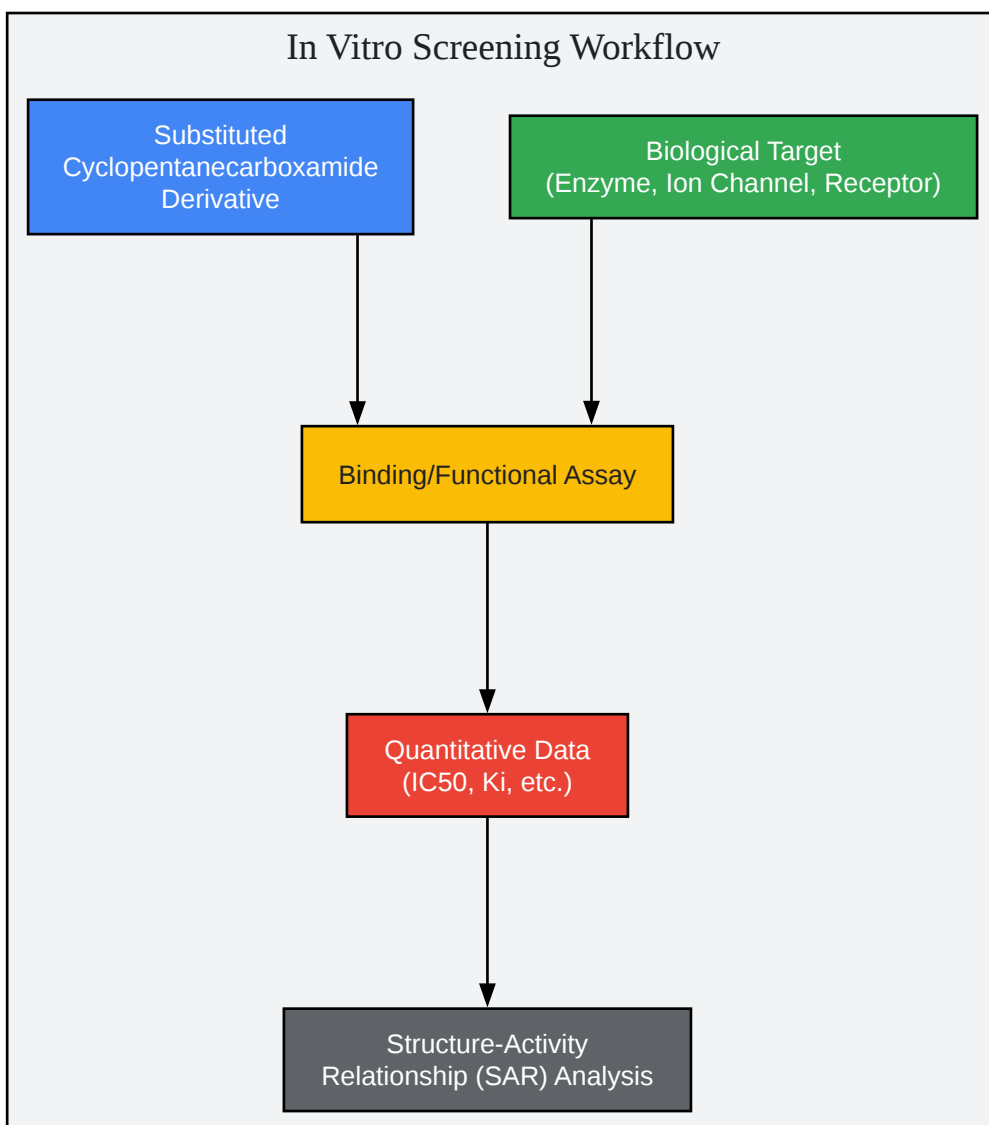 In Vitro Screening Workflow
Substituted
Cyclopentanecarboxamide
Derivative
Biological Target
(Enzyme, Ion Channel, Receptor)
Binding/Functional Assay
Quantitative Data
(IC50, Ki, etc.)
Structure-Activity
Relationship (SAR) Analysis